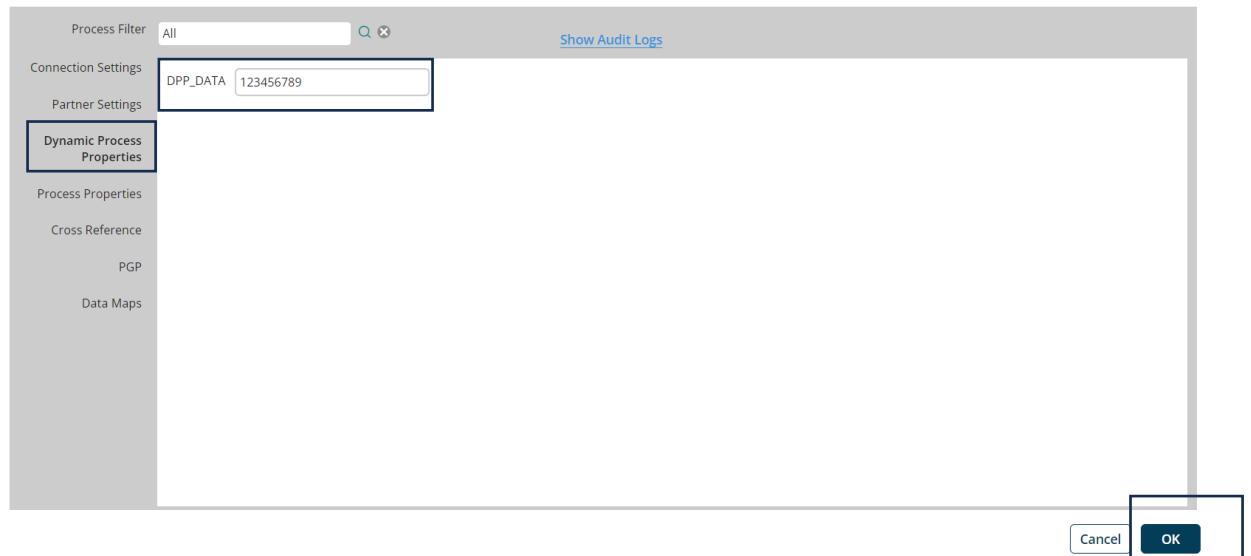 Process Filter
All
Show Audit Logs
Connection Settings
DPP_DATA
123456789
Partner Settings
Dynamic Process
Properties
Process Properties
Cross Reference
PGP
Data Maps
Cancel
OK